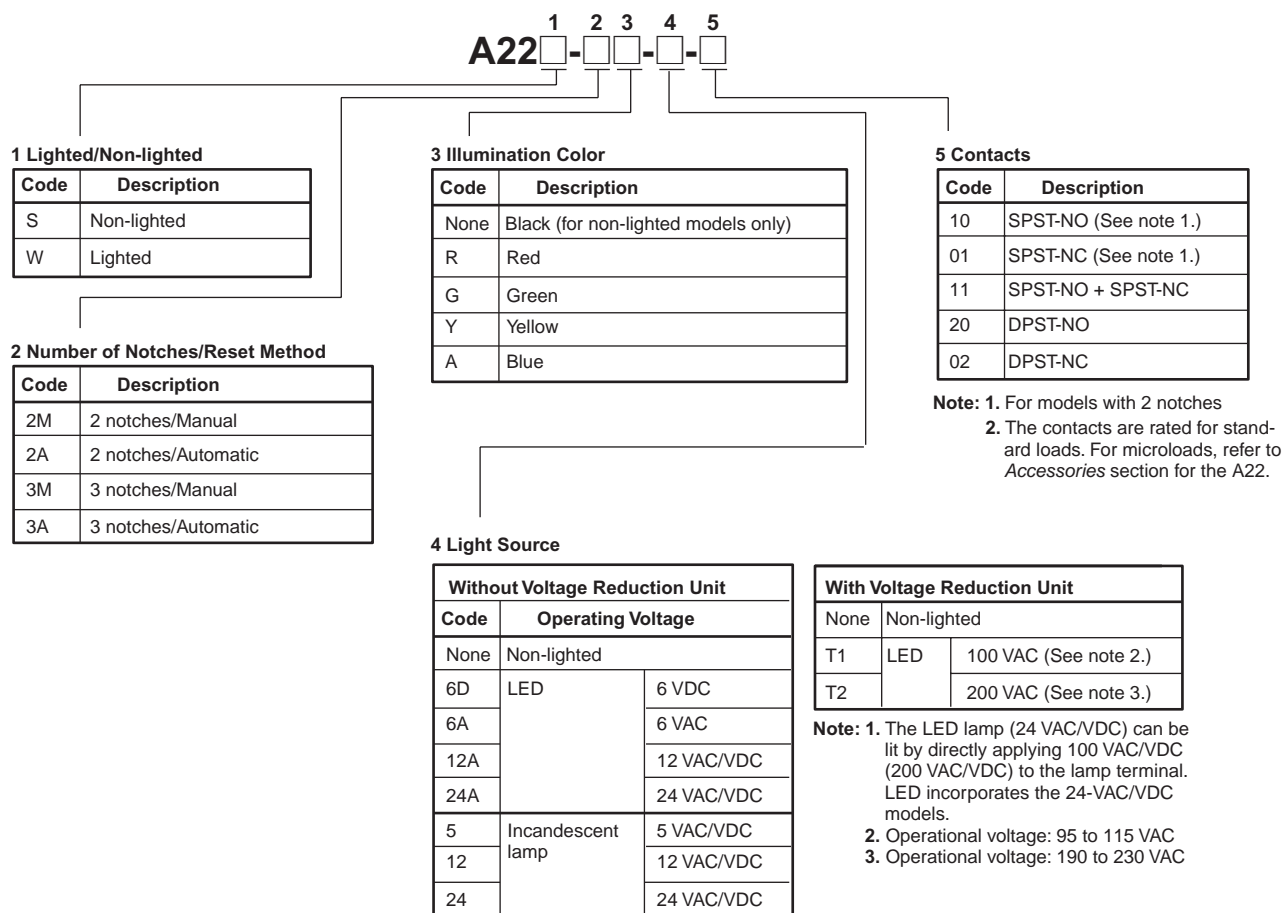 1 2 3 4 5
A22□-□□-□-□
1 Lighted/Non-lighted
Code Description
S Non-lighted
W Lighted
2 Number of Notches/Reset Method
Code Description
2M 2 notches/Manual
2A 2 notches/Automatic
3M 3 notches/Manual
3A 3 notches/Automatic
3 Illumination Color
Code Description
None Black (for non-lighted models only)
R Red
G Green
Y Yellow
A Blue
4 Light Source
Without Voltage Reduction Unit
Code Operating Voltage
None Non-lighted
6D LED 6 VDC
6A 6 VAC
12A 12 VAC/VDC
24A 24 VAC/VDC
5 Incandescent lamp 5 VAC/VDC
12 12 VAC/VDC
24 24 VAC/VDC
With Voltage Reduction Unit
None Non-lighted
T1 LED 100 VAC (See note 2.)
T2 200 VAC (See note 3.)
Note: 1. The LED lamp (24 VAC/VDC) can be
lit by directly applying 100 VAC/VDC
(200 VAC/VDC) to the lamp terminal.
LED incorporates the 24-VAC/VDC
models.
2. Operational voltage: 95 to 115 VAC
3. Operational voltage: 190 to 230 VAC
5 Contacts
Code Description
10 SPST-NO (See note 1.)
01 SPST-NC (See note 1.)
11 SPST-NO + SPST-NC
20 DPST-NO
02 DPST-NC
Note: 1. For models with 2 notches
2. The contacts are rated for stand-
ard loads. For microloads, refer to
Accessories section for the A22.